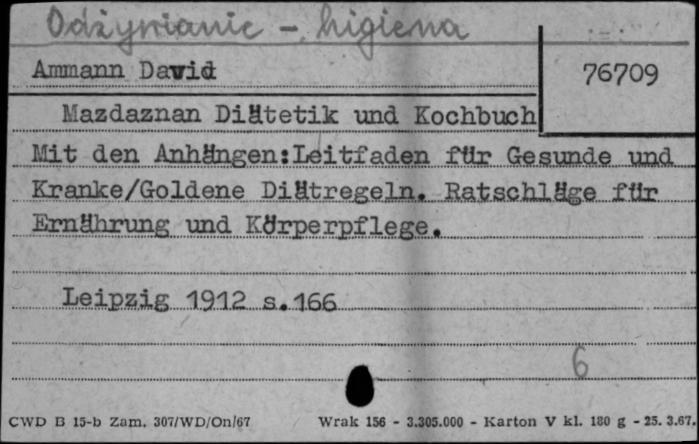 Odżywianie - higiena
Ammann David
76709
Mazdaznan Diätetik und Kochbuch
Mit den Anhängen:Leitfaden für Gesunde und
Kranke/Goldene Diätregeln. Ratschläge für
Ernährung und Körperpflege.
Leipzig 1912 s.166
6
CWD B 15-b Zam. 307/WD/On/67 Wrak 156 - 3.305.000 - Karton V kl. 180 g - 25. 3.67